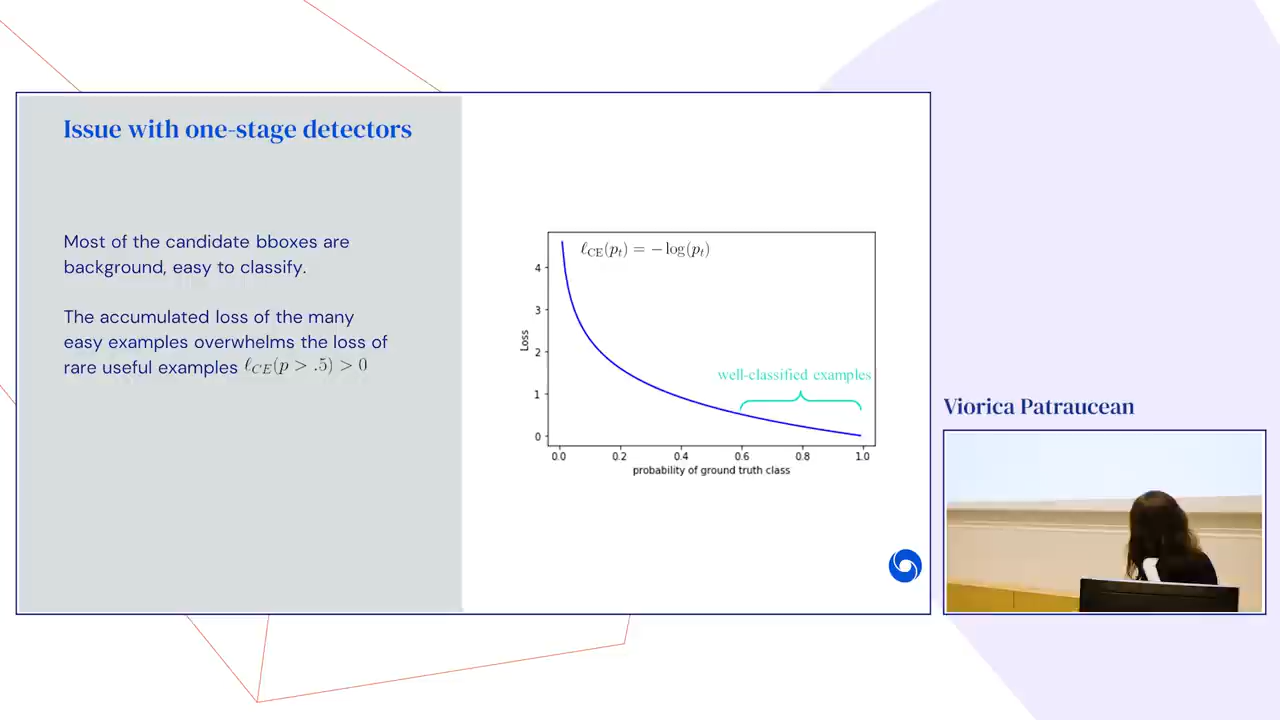 Issue with one-stage detectors
Most of the candidate bboxes are
background, easy to classify.
The accumulated loss of the many
easy examples overwhelms the loss of
rare useful examples ℓ_CE(p > .5) > 0
ℓ_CE(p_t) = −log(p_t)
well-classified examples
Loss
4
3
2
1
0
0.0 0.2 0.4 0.6 0.8 1.0
probability of ground truth class
Viorica Patraucean